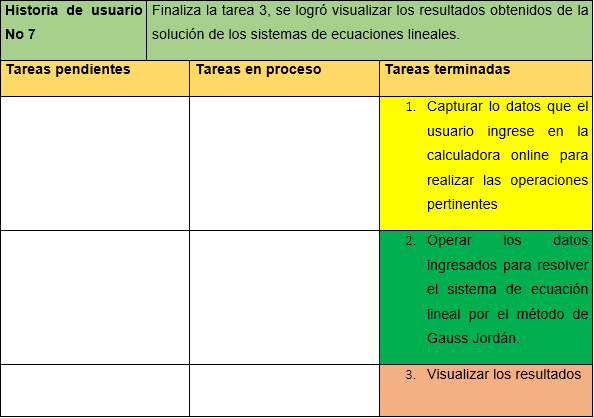 Historia de usuario
No 7
Finaliza la tarea 3, se logró visualizar los resultados obtenidos de la
solución de los sistemas de ecuaciones lineales.
Tareas pendientes
Tareas en proceso
Tareas terminadas
1. Capturar lo datos que el
usuario ingrese en la
calculadora online para
realizar las operaciones
pertinentes
2. Operar los datos
ingresados para resolver
el sistema de ecuación
lineal por el método de
Gauss Jordán.
3. Visualizar los resultados